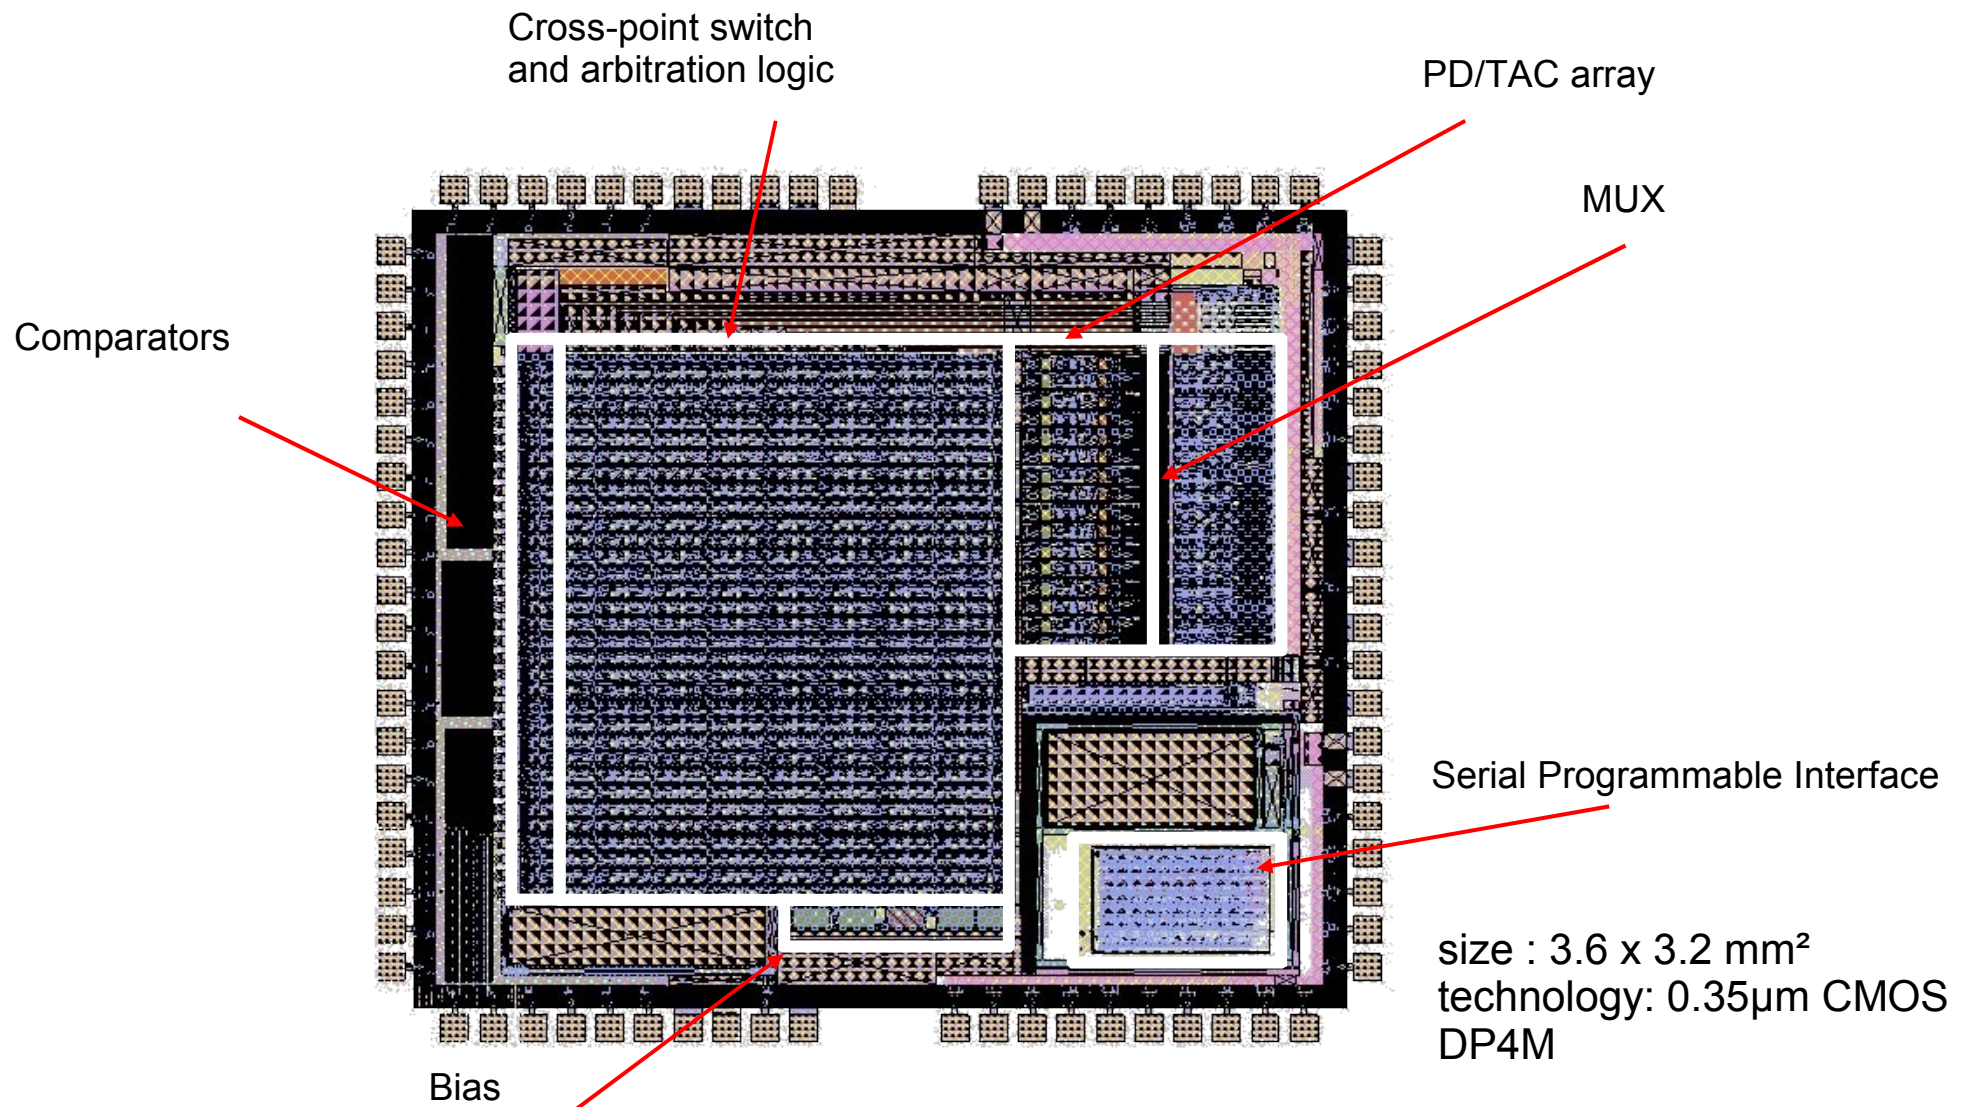 Cross-point switch
and arbitration logic
PD/TAC array
MUX
Comparators
Serial Programmable Interface
size : 3.6 x 3.2 mm²
technology: 0.35µm CMOS
DP4M
Bias